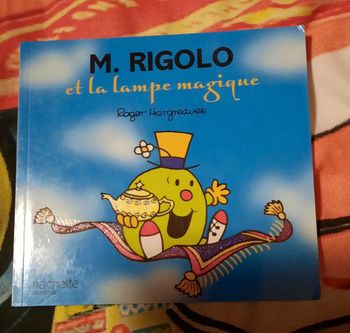 M. RIGOLO
et la lampe magique
Roger Hargreaves
hachette